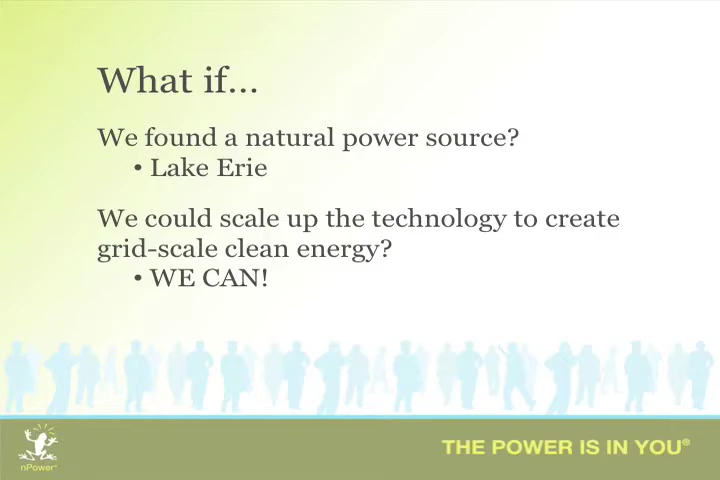 What if...
We found a natural power source?
• Lake Erie
We could scale up the technology to create
grid-scale clean energy?
• WE CAN!
THE POWER IS IN YOU®
nPower™